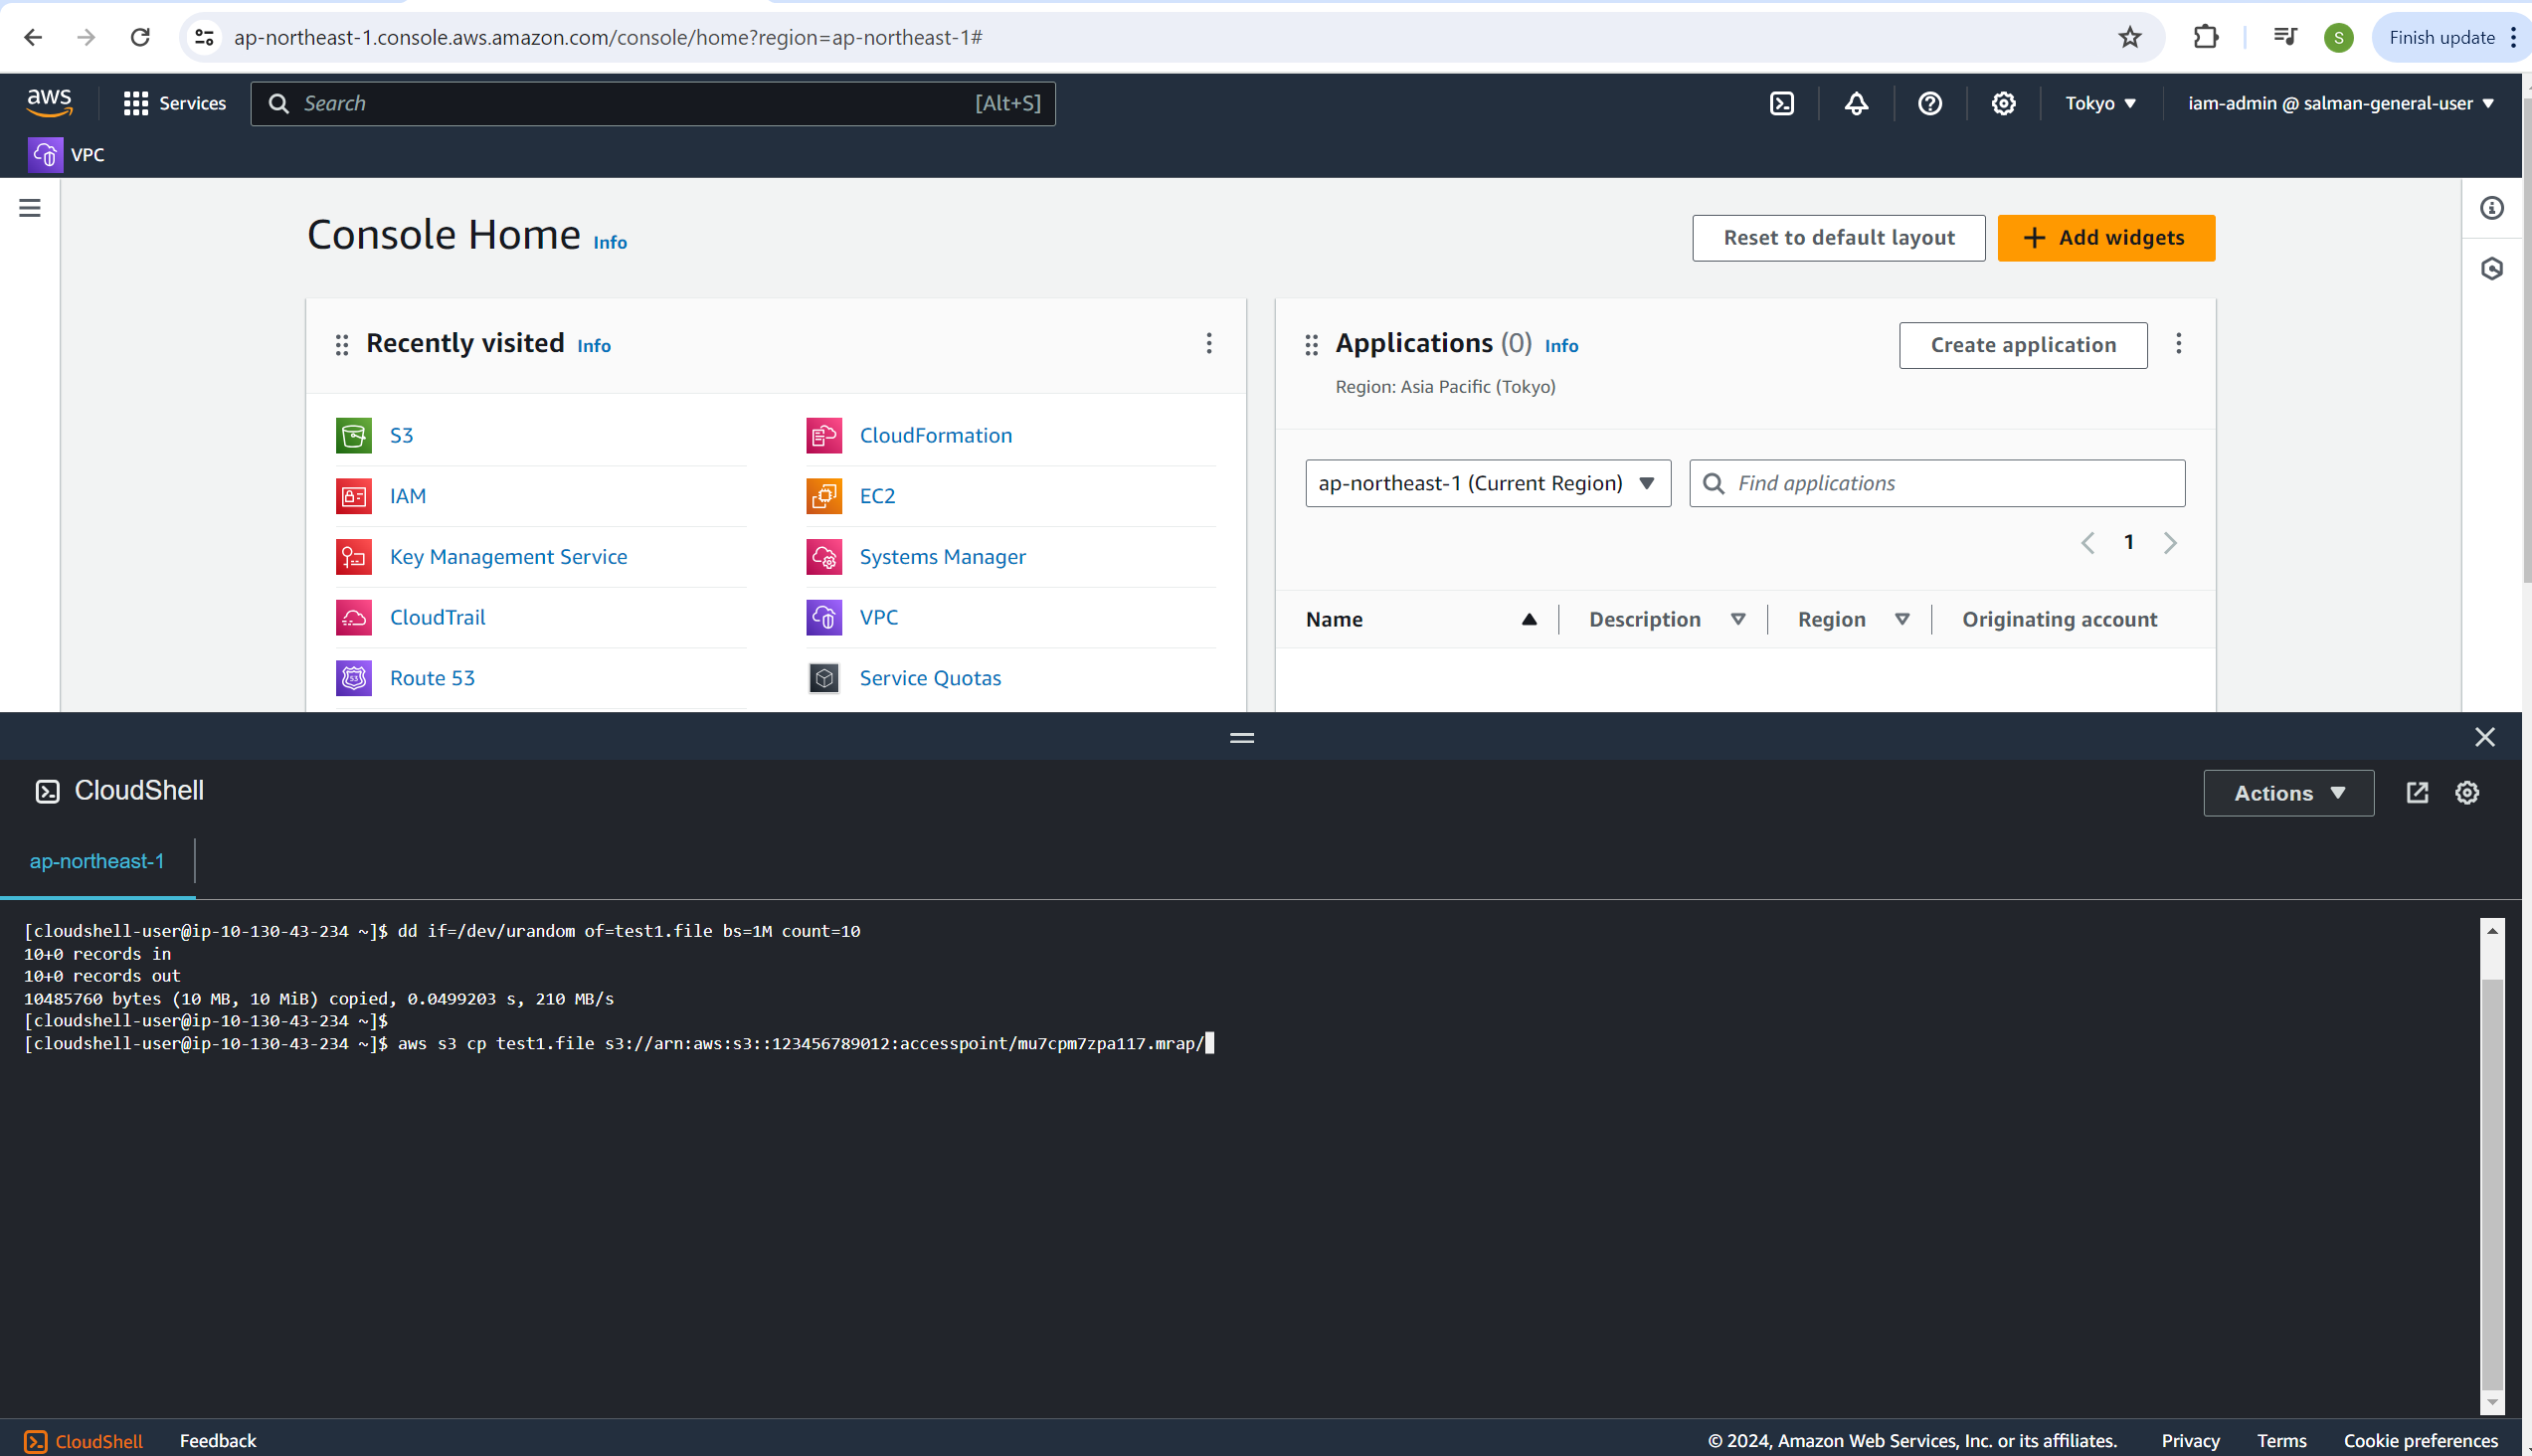 ap-northeast-1.console.aws.amazon.com/console/home?region=ap-northeast-1#
S
Finish update
aws
Services
Search
[Alt+S]
Tokyo
iam-admin @ salman-general-user
VPC
Console Home Info
Reset to default layout
Add widgets
Recently visited Info
S3
CloudFormation
IAM
EC2
Key Management Service
Systems Manager
CloudTrail
VPC
Route 53
Service Quotas
Applications (0) Info
Create application
Region: Asia Pacific (Tokyo)
ap-northeast-1 (Current Region)
Find applications
1
Name
Description
Region
Originating account
CloudShell
Actions
ap-northeast-1
[cloudshell-user@ip-10-130-43-234 ~]$ dd if=/dev/urandom of=test1.file bs=1M count=10
10+0 records in
10+0 records out
10485760 bytes (10 MB, 10 MiB) copied, 0.0499203 s, 210 MB/s
[cloudshell-user@ip-10-130-43-234 ~]$
[cloudshell-user@ip-10-130-43-234 ~]$ aws s3 cp test1.file s3://arn:aws:s3::123456789012:accesspoint/mu7cpm7zpa117.mrap/
CloudShell
Feedback
© 2024, Amazon Web Services, Inc. or its affiliates.
Privacy
Terms
Cookie preferences